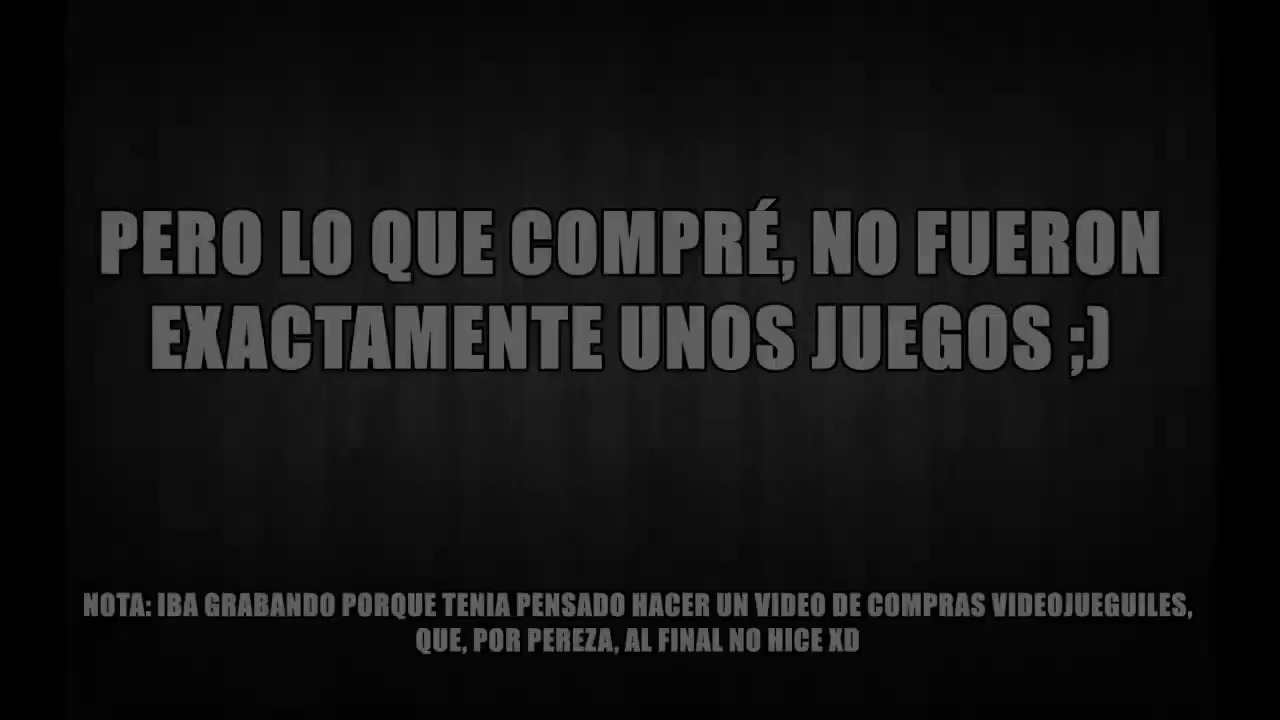 PERO LO QUE COMPRÉ, NO FUERON
EXACTAMENTE UNOS JUEGOS ;)
NOTA: IBA GRABANDO PORQUE TENIA PENSADO HACER UN VIDEO DE COMPRAS VIDEOJUEGUILES,
QUE, POR PEREZA, AL FINAL NO HICE XD